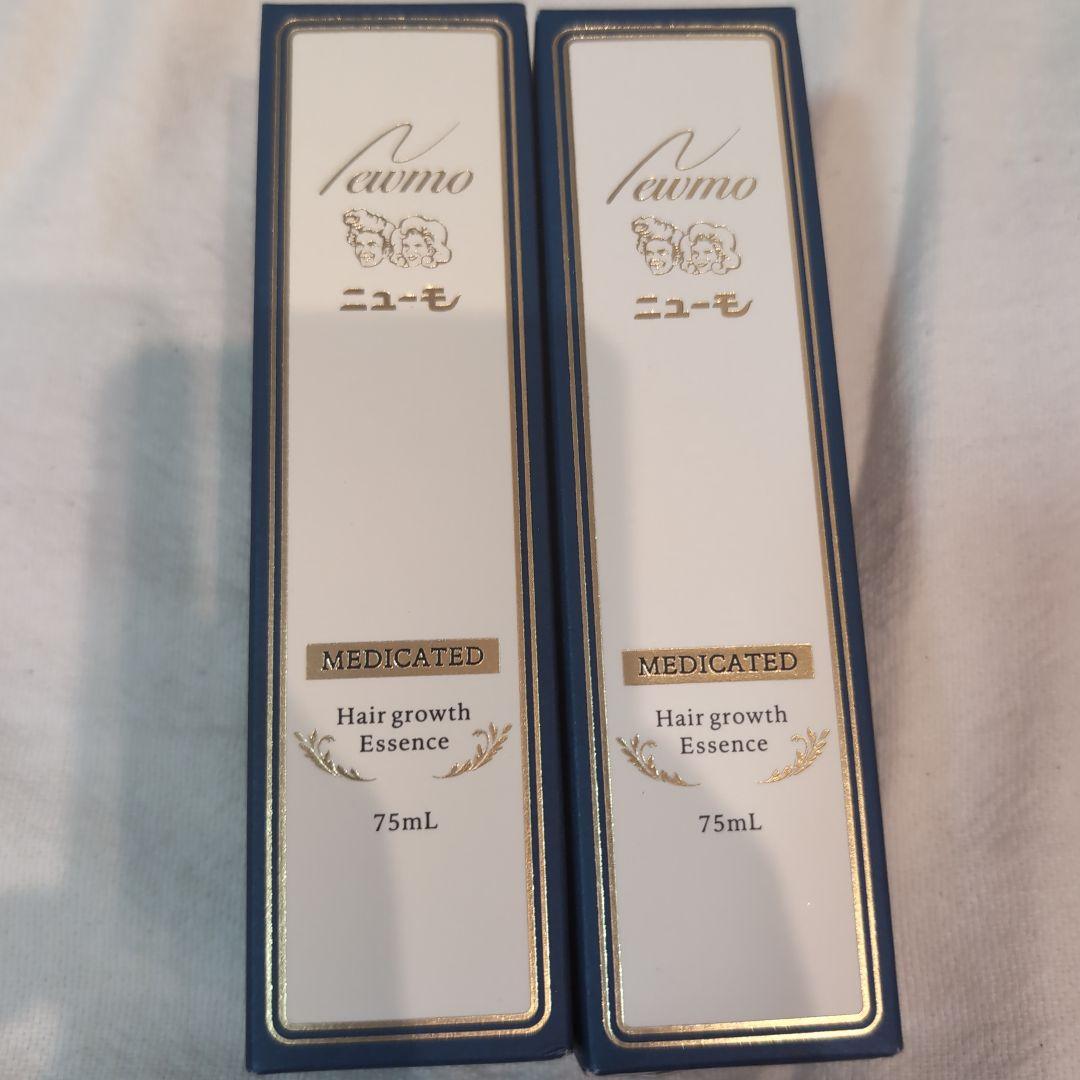 Newmo
ニューモ
MEDICATED
Hair growth
Essence
75mL
Newmo
ニューモ
MEDICATED
Hair growth
Essence
75mL